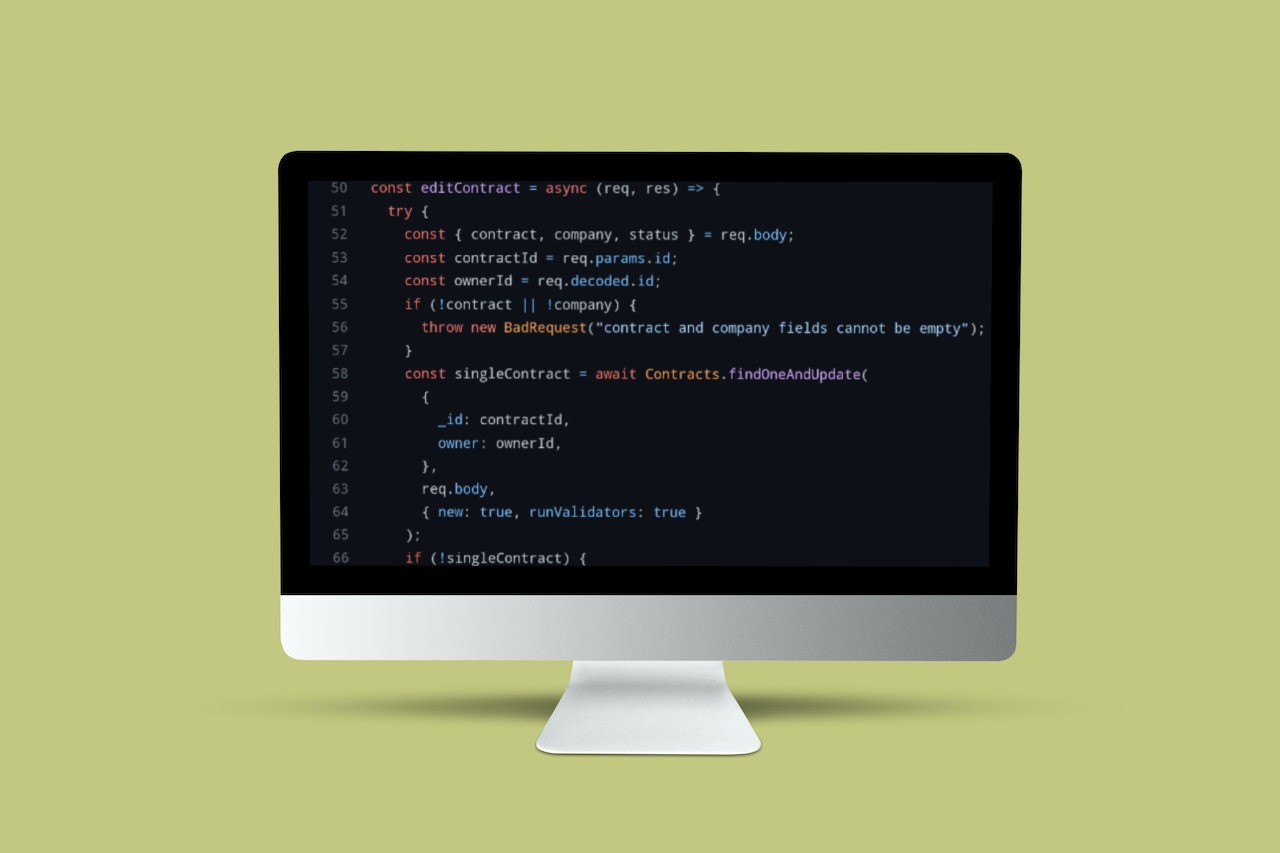 50 const editContract = async (req, res) => {
51 try {
52 const { contract, company, status } = req.body;
53 const contractId = req.params.id;
54 const ownerId = req.decoded.id;
55 if (!contract || !company) {
56 throw new BadRequest("contract and company fields cannot be empty");
57 }
58 const singleContract = await Contracts.findOneAndUpdate(
59 {
60 _id: contractId,
61 owner: ownerId,
62 },
63 req.body,
64 { new: true, runValidators: true }
65 );
66 if (!singleContract) {